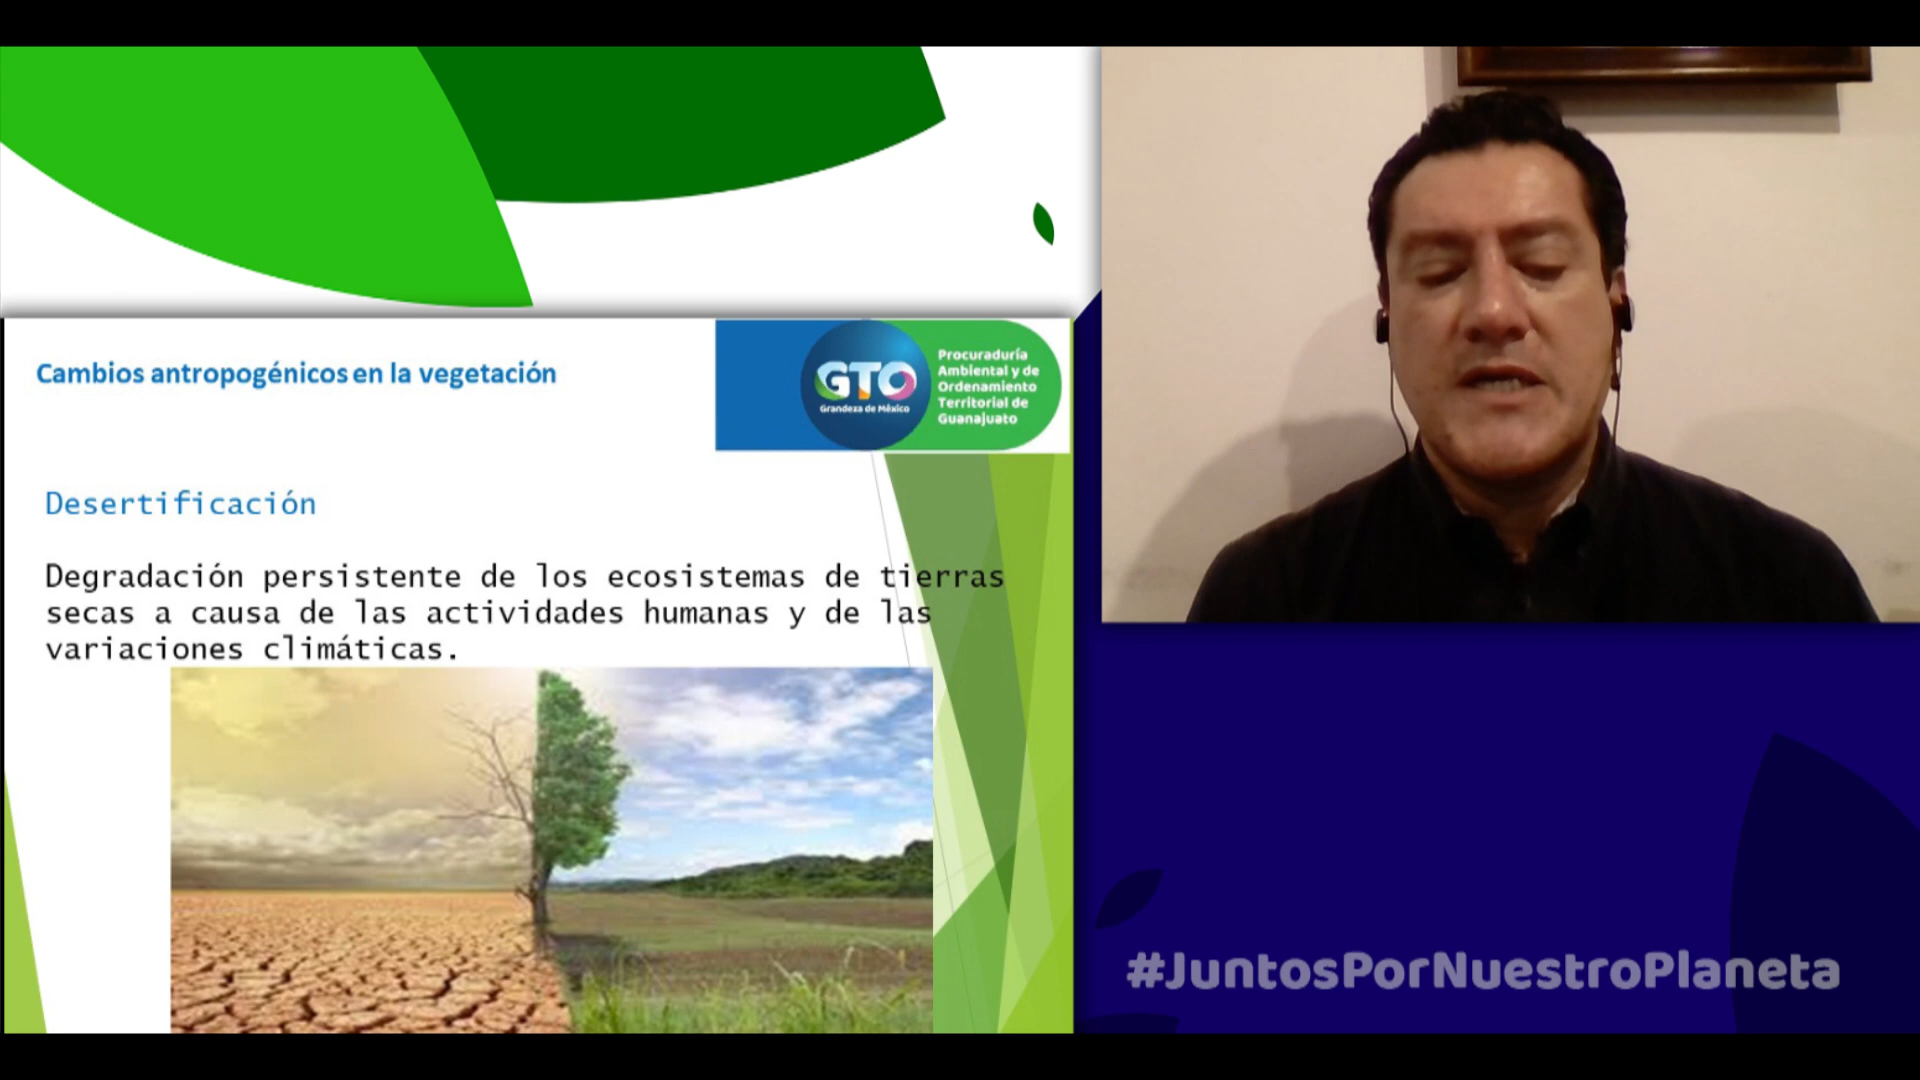 Cambios antropogénicos en la vegetación
GTO
Grandeza de México
Procuraduría
Ambiental y de
Ordenamiento
Territorial de
Guanajuato
Desertificación
Degradación persistente de los ecosistemas de tierras
secas a causa de las actividades humanas y de las
variaciones climáticas.
#JuntosPorNuestroPlaneta